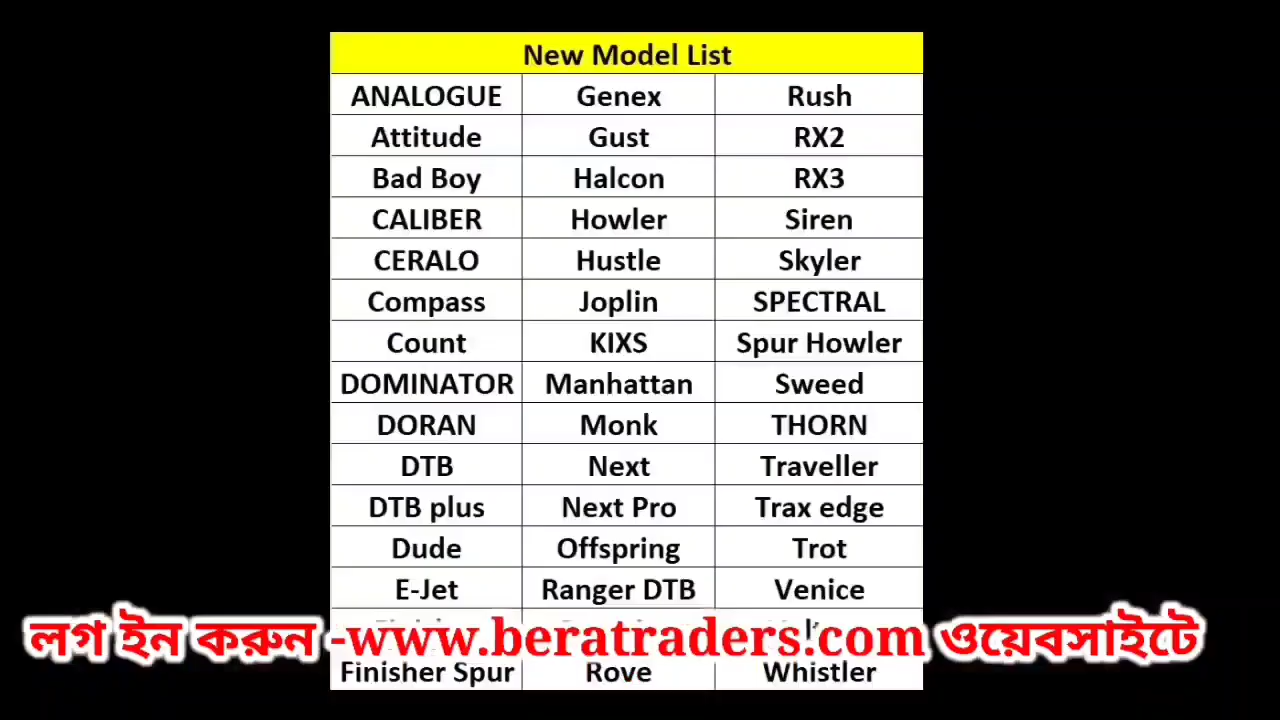 New Model List
ANALOGUE Genex Rush
Attitude Gust RX2
Bad Boy Halcon RX3
CALIBER Howler Siren
CERALO Hustle Skyler
Compass Joplin SPECTRAL
Count KIXS Spur Howler
DOMINATOR Manhattan Sweed
DORAN Monk THORN
DTB Next Traveller
DTB plus Next Pro Trax edge
Dude Offspring Trot
E-Jet Ranger DTB Venice
লগ ইন করুন -www.beratraders.com ওয়েবসাইটে
Finisher Spur Rove Whistler